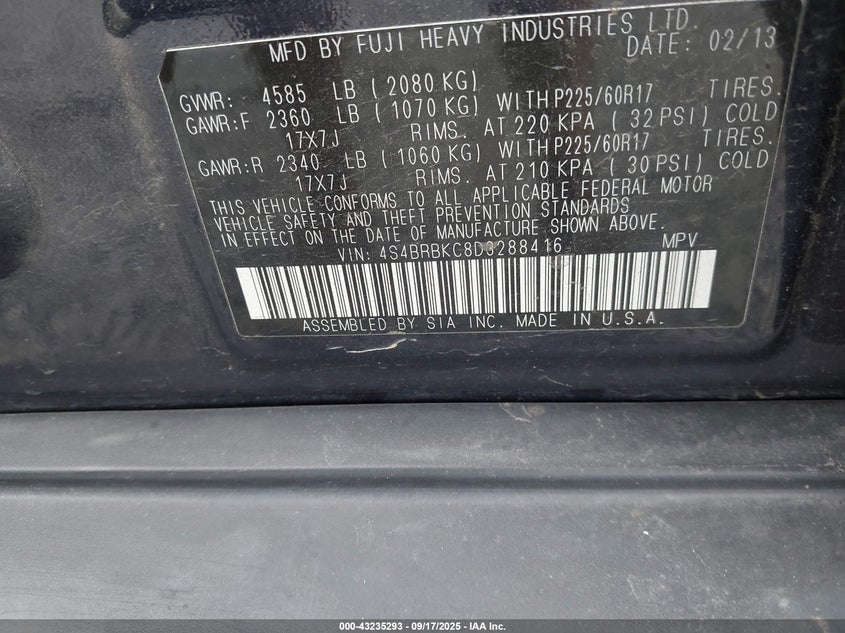 MFD BY FUJI HEAVY INDUSTRIES LTD.
DATE: 02/13
GVWR: 4585 LB (2080 KG)
GAWR:F 2360 LB (1070 KG) WITH P225/60R17 TIRES.
17X7J RIMS. AT 220 KPA (32 PSI) COLD
GAWR:R 2340 LB (1060 KG) WITH P225/60R17 TIRES.
17X7J RIMS. AT 210 KPA (30 PSI) COLD
THIS VEHICLE CONFORMS TO ALL APPLICABLE FEDERAL MOTOR
VEHICLE SAFETY AND THEFT PREVENTION STANDARDS
IN EFFECT ON THE DATE OF MANUFACTURE SHOWN ABOVE.
VIN: 4S4BRBKC8D3288416 MPV
ASSEMBLED BY SIA INC. MADE IN U.S.A.
000-43235293 - 09/17/2025 - IAA Inc.